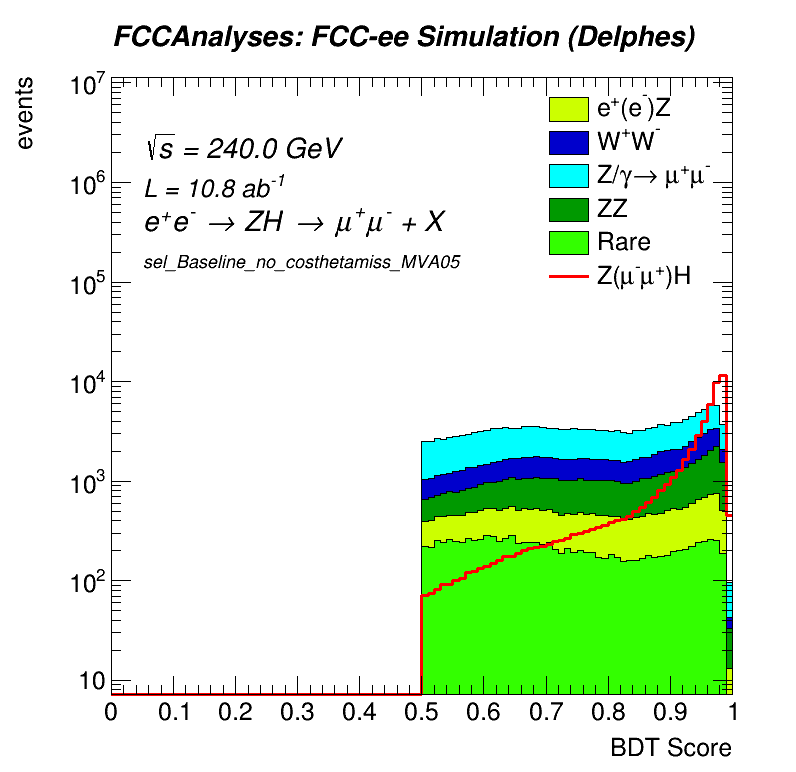 FCCAnalyses: FCC-ee Simulation (Delphes)
events
10⁷
10⁶
10⁵
10⁴
10³
10²
10
√s = 240.0 GeV
L = 10.8 ab⁻¹
e⁺e⁻ → ZH → μ⁺μ⁻ + X
sel_Baseline_no_costhetamiss_MVA05
e⁺(e⁻)Z
W⁺W⁻
Z/γ→ μ⁺μ⁻
ZZ
Rare
Z(μ⁻μ⁺)H
0 0.1 0.2 0.3 0.4 0.5 0.6 0.7 0.8 0.9 1
BDT Score